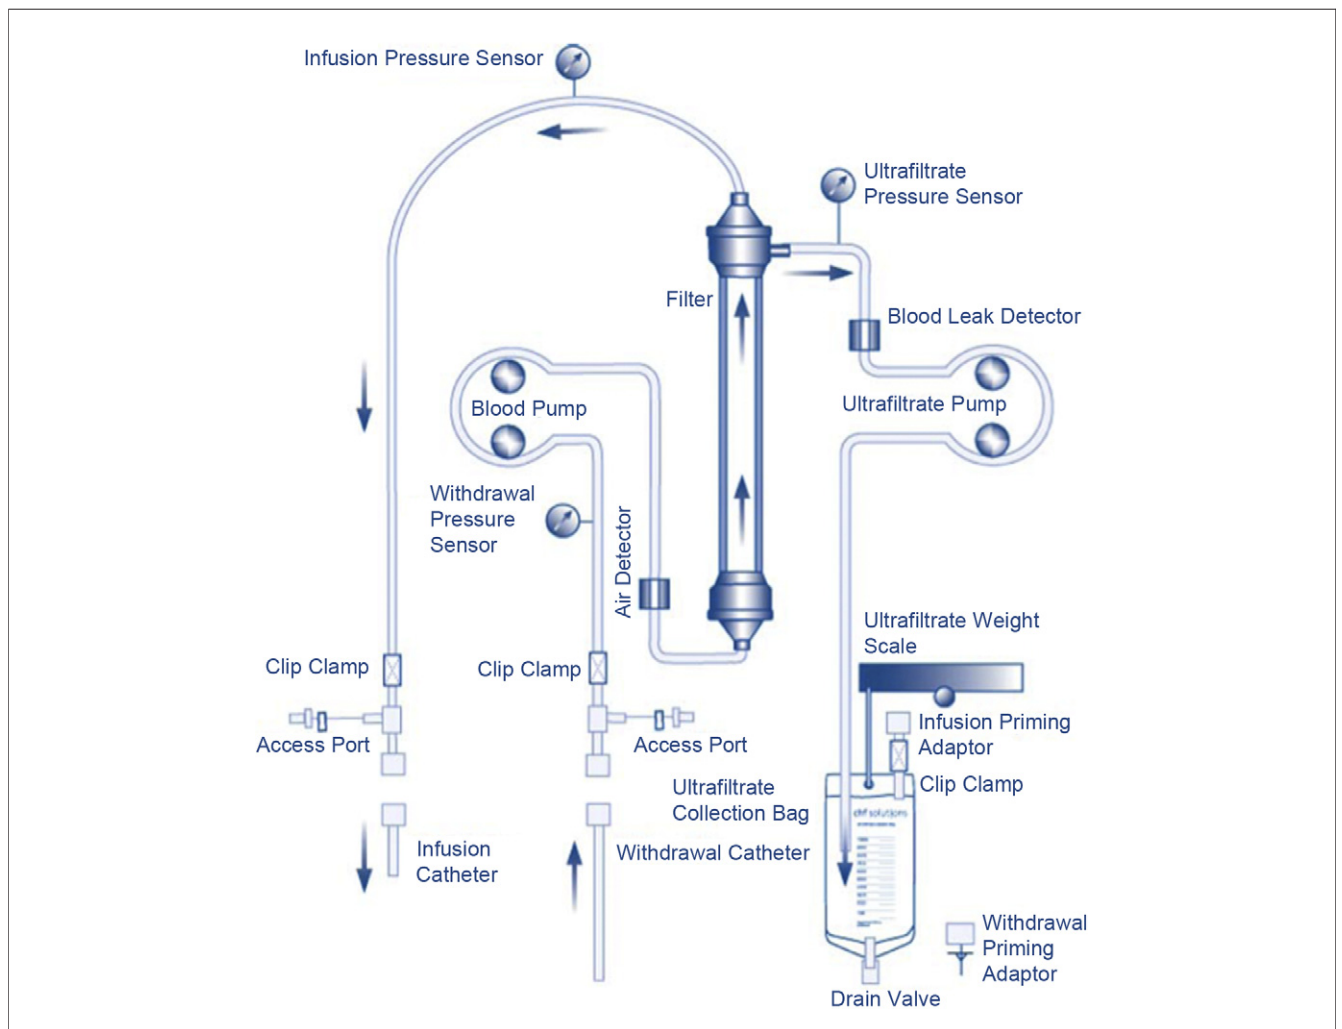 Infusion Pressure Sensor
Ultrafiltrate
Pressure Sensor
Filter
Blood Leak Detector
Blood Pump
Ultrafiltrate Pump
Withdrawal
Pressure
Sensor
Air Detector
Ultrafiltrate Weight
Scale
Clip Clamp
Clip Clamp
Infusion Priming
Adaptor
Access Port
Access Port
Clip Clamp
Ultrafiltrate
Collection Bag
chf solutions
Infusion
Catheter
Withdrawal Catheter
Withdrawal
Priming
Adaptor
Drain Valve